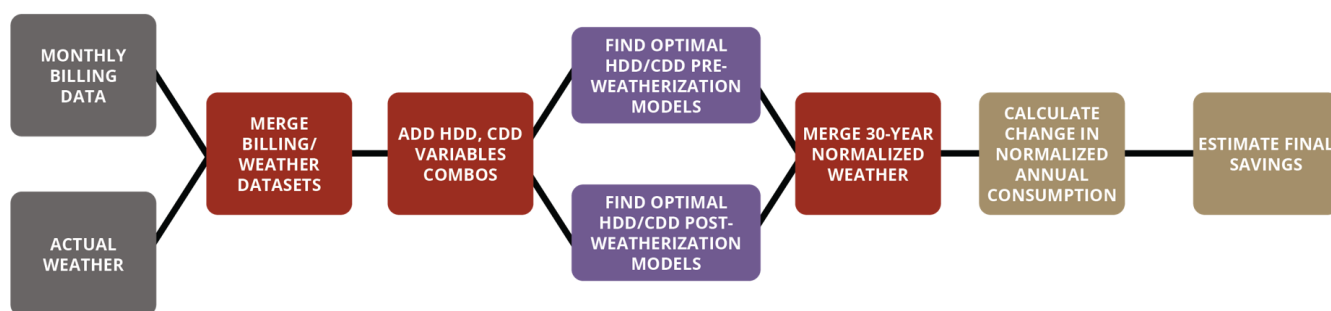 MONTHLY
BILLING
DATA
ACTUAL
WEATHER
MERGE
BILLING/
WEATHER
DATASETS
ADD HDD, CDD
VARIABLES
COMBOS
FIND OPTIMAL
HDD/CDD PRE-
WEATHERIZATION
MODELS
FIND OPTIMAL
HDD/CDD POST-
WEATHERIZATION
MODELS
MERGE 30-YEAR
NORMALIZED
WEATHER
CALCULATE
CHANGE IN
NORMALIZED
ANNUAL
CONSUMPTION
ESTIMATE FINAL
SAVINGS